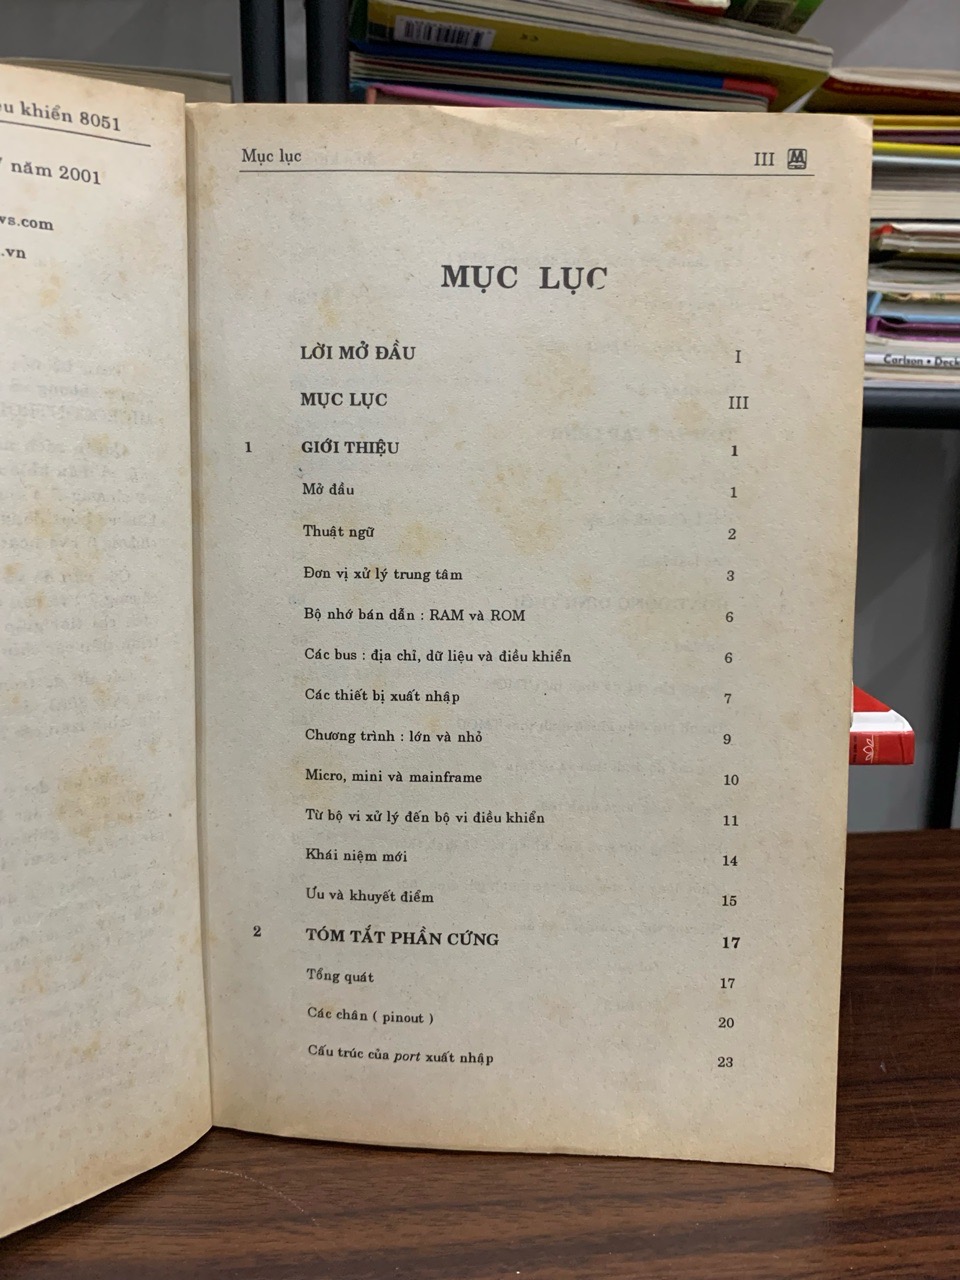 u khiển 8051
năm 2001
ws.com
.vn
Mục lục III
MỤC LỤC
LỜI MỞ ĐẦU I
MỤC LỤC III
1 GIỚI THIỆU 1
Mở đầu 1
Thuật ngữ 2
Đơn vị xử lý trung tâm 3
Bộ nhớ bán dẫn : RAM và ROM 6
Các bus : địa chỉ, dữ liệu và điều khiển 6
Các thiết bị xuất nhập 7
Chương trình : lớn và nhỏ 9
Micro, mini và mainframe 10
Từ bộ vi xử lý đến bộ vi điều khiển 11
Khái niệm mới 14
Ưu và khuyết điểm 15
2 TÓM TẮT PHẦN CỨNG 17
Tổng quát 17
Các chân ( pinout ) 20
Cấu trúc của port xuất nhập 23
Carlson • Deck